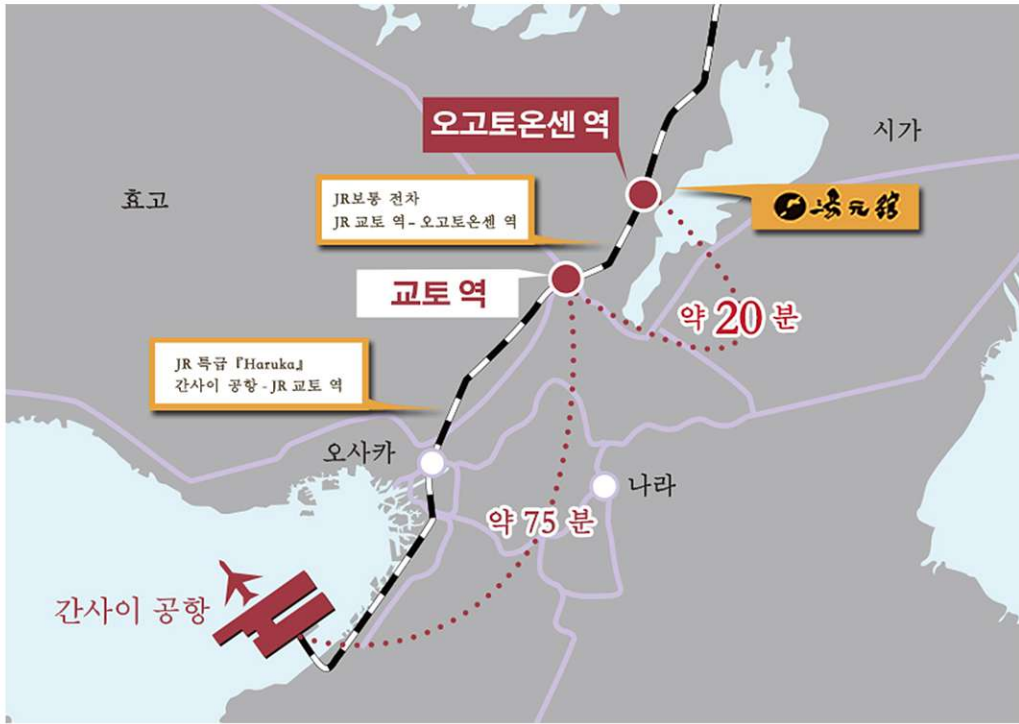 오고토온센 역
시가
효고
JR보통 전차
JR 교토 역 - 오고토온센 역
湯元舘
교토 역
약 20 분
JR 특급『Haruka』
간사이 공항 - JR 교토 역
오사카
나라
약 75 분
간사이 공항